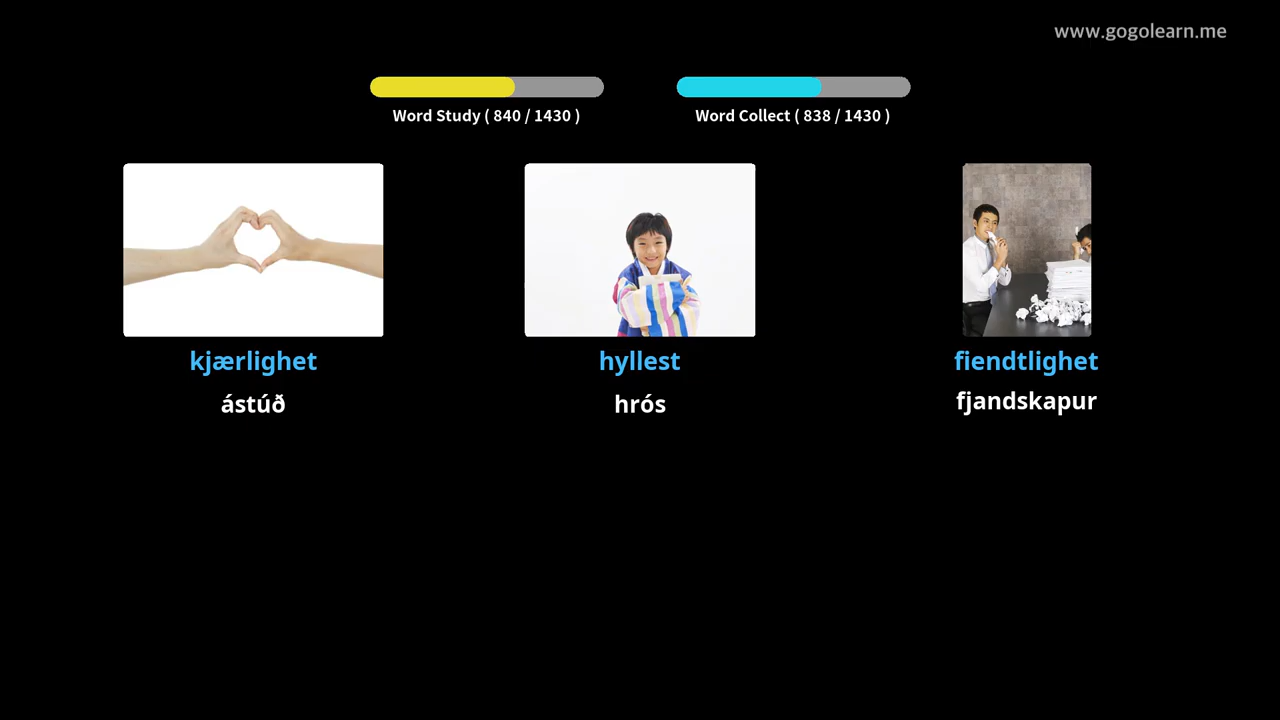 www.gogolearn.me
Word Study ( 840 / 1430 )
Word Collect ( 838 / 1430 )
kjærlighet
ástúð
hyllest
hrós
fiendtlighet
fjandskapur